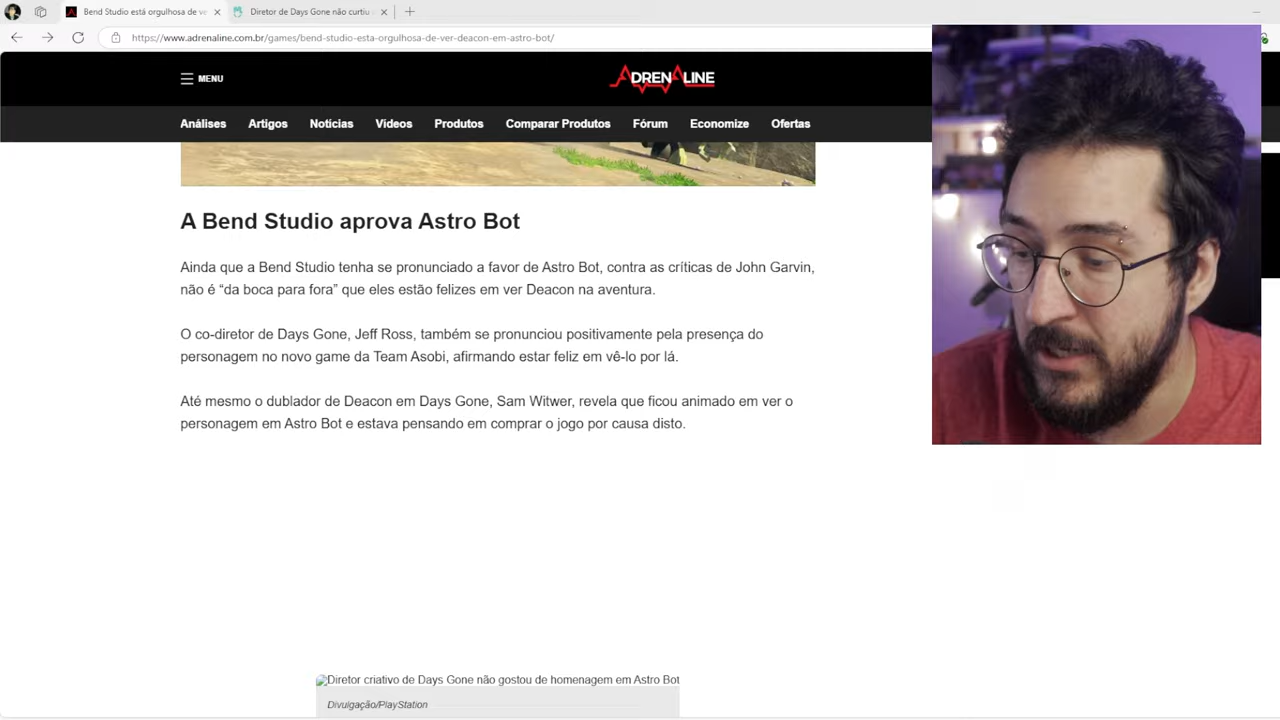 Bend Studio está orgulhosa de ve
Diretor de Days Gone não curtiu
https://www.adrenaline.com.br/games/bend-studio-esta-orgulhosa-de-ver-deacon-em-astro-bot/
MENU
ADRENALINE
Análises Artigos Notícias Vídeos Produtos Comparar Produtos Fórum Economize Ofertas
A Bend Studio aprova Astro Bot
Ainda que a Bend Studio tenha se pronunciado a favor de Astro Bot, contra as críticas de John Garvin,
não é “da boca para fora” que eles estão felizes em ver Deacon na aventura.
O co-diretor de Days Gone, Jeff Ross, também se pronunciou positivamente pela presença do
personagem no novo game da Team Asobi, afirmando estar feliz em vê-lo por lá.
Até mesmo o dublador de Deacon em Days Gone, Sam Witwer, revela que ficou animado em ver o
personagem em Astro Bot e estava pensando em comprar o jogo por causa disto.
Diretor criativo de Days Gone não gostou de homenagem em Astro Bot
Divulgação/PlayStation